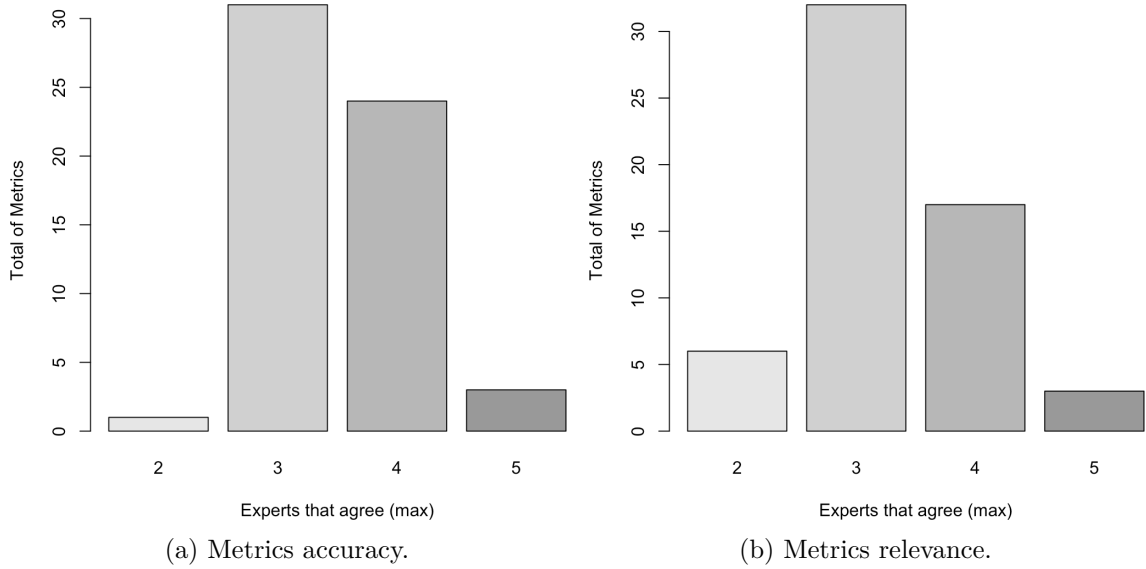 Total of Metrics
30
25
20
15
10
5
0
2 3 4 5
Experts that agree (max)
(a) Metrics accuracy.
Total of Metrics
30
25
20
15
10
5
0
2 3 4 5
Experts that agree (max)
(b) Metrics relevance.